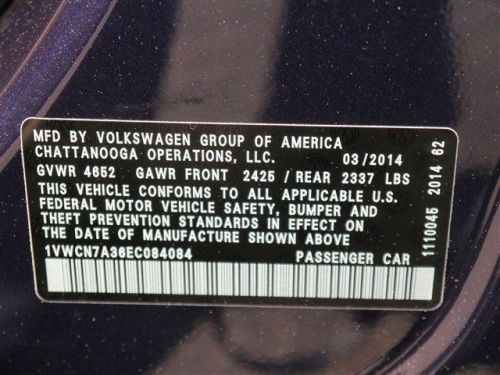 MFD BY VOLKSWAGEN GROUP OF AMERICA
CHATTANOOGA OPERATIONS, LLC. 03/2014
GVWR 4652 GAWR FRONT 2425 / REAR 2337 LBS
THIS VEHICLE CONFORMS TO ALL APPLICABLE U.S.
FEDERAL MOTOR VEHICLE SAFETY, BUMPER AND
THEFT PREVENTION STANDARDS IN EFFECT ON
THE DATE OF MANUFACTURE SHOWN ABOVE
1VWCN7A36EC084084 PASSENGER CAR
1110045 2014 62